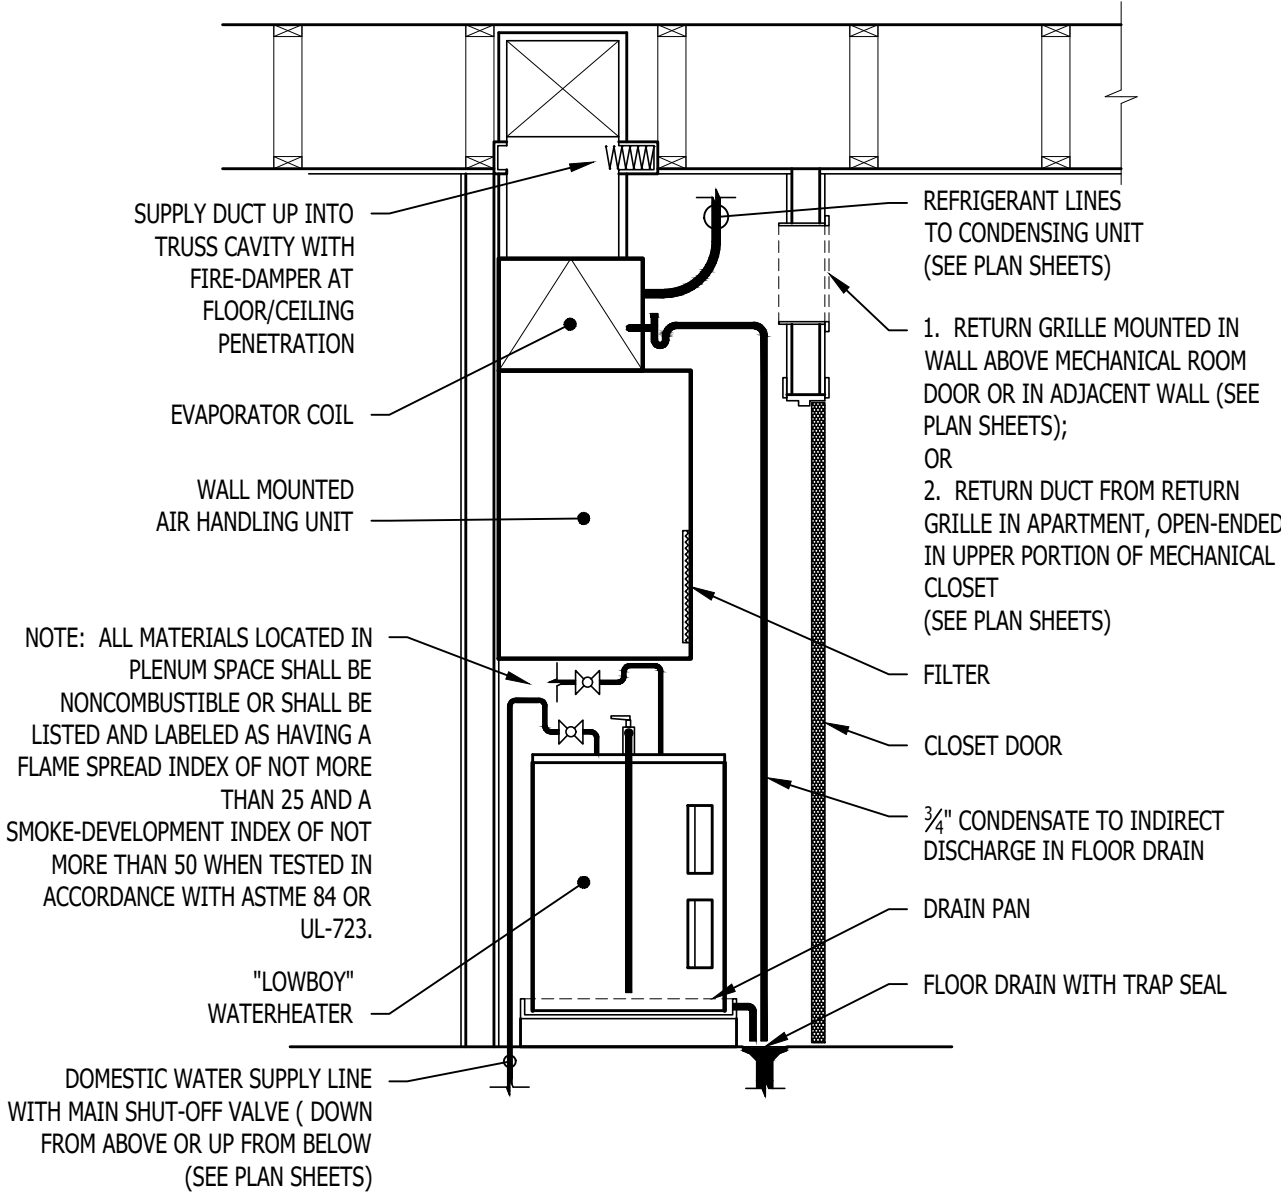 SUPPLY DUCT UP INTO
TRUSS CAVITY WITH
FIRE-DAMPER AT
FLOOR/CEILING
PENETRATION
EVAPORATOR COIL
WALL MOUNTED
AIR HANDLING UNIT
NOTE: ALL MATERIALS LOCATED IN
PLENUM SPACE SHALL BE
NONCOMBUSTIBLE OR SHALL BE
LISTED AND LABELED AS HAVING A
FLAME SPREAD INDEX OF NOT MORE
THAN 25 AND A
SMOKE-DEVELOPMENT INDEX OF NOT
MORE THAN 50 WHEN TESTED IN
ACCORDANCE WITH ASTME 84 OR
UL-723.
"LOWBOY"
WATERHEATER
DOMESTIC WATER SUPPLY LINE
WITH MAIN SHUT-OFF VALVE ( DOWN
FROM ABOVE OR UP FROM BELOW
(SEE PLAN SHEETS)
REFRIGERANT LINES
TO CONDENSING UNIT
(SEE PLAN SHEETS)
1. RETURN GRILLE MOUNTED IN
WALL ABOVE MECHANICAL ROOM
DOOR OR IN ADJACENT WALL (SEE
PLAN SHEETS);
OR
2. RETURN DUCT FROM RETURN
GRILLE IN APARTMENT, OPEN-ENDED
IN UPPER PORTION OF MECHANICAL
CLOSET
(SEE PLAN SHEETS)
FILTER
CLOSET DOOR
3/4" CONDENSATE TO INDIRECT
DISCHARGE IN FLOOR DRAIN
DRAIN PAN
FLOOR DRAIN WITH TRAP SEAL